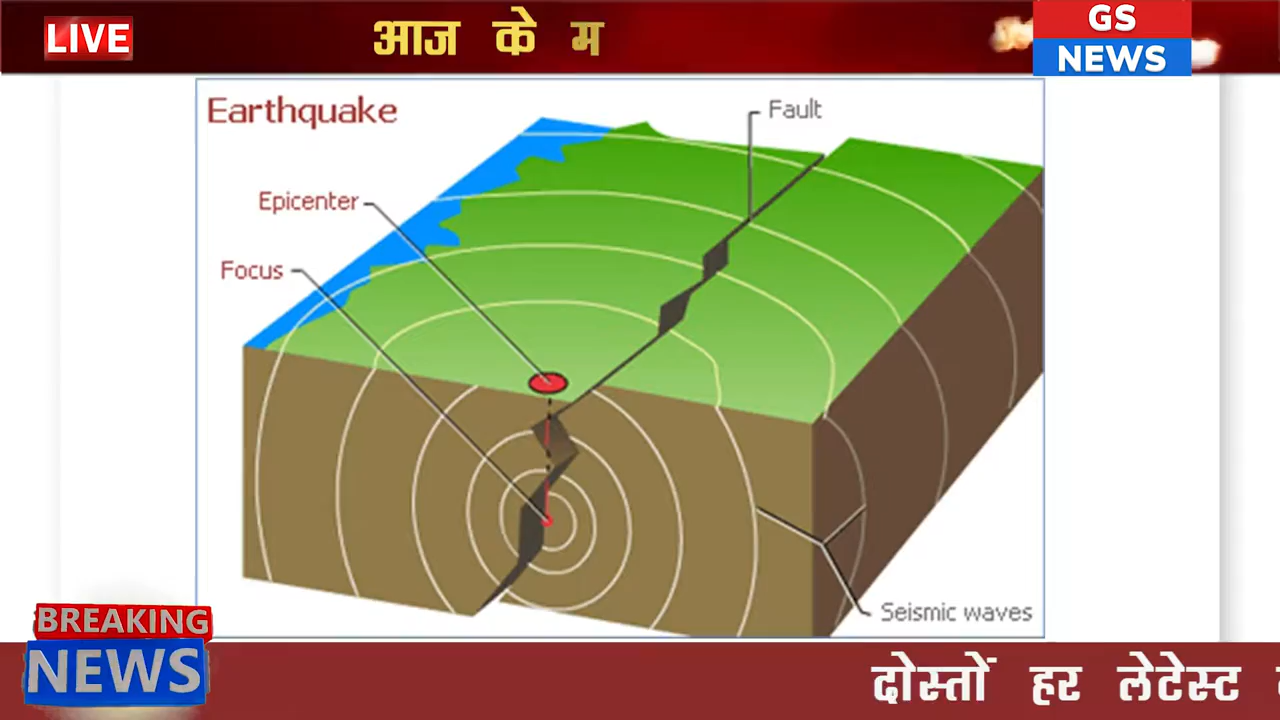 LIVE
आज के म
GS
NEWS
Earthquake
Fault
Epicenter
Focus
Seismic waves
BREAKING
NEWS
दोस्तों हर लेटेस्ट